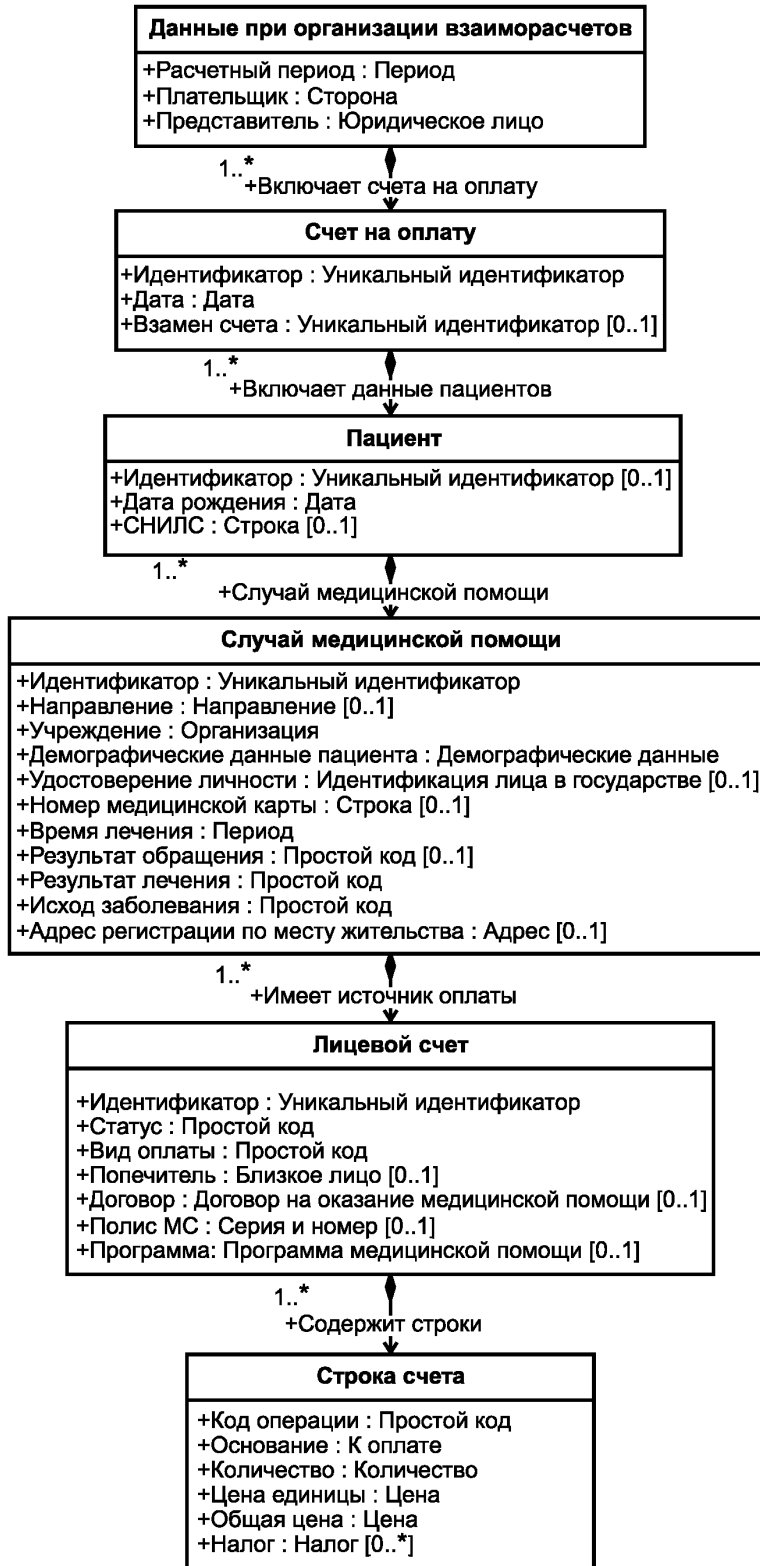 Данные при организации взаиморасчетов
+Расчетный период : Период
+Плательщик : Сторона
+Представитель : Юридическое лицо
1..*
+Включает счета на оплату
Счет на оплату
+Идентификатор : Уникальный идентификатор
+Дата : Дата
+Взамен счета : Уникальный идентификатор [0..1]
1..*
+Включает данные пациентов
Пациент
+Идентификатор : Уникальный идентификатор [0..1]
+Дата рождения : Дата
+СНИЛС : Строка [0..1]
1..*
+Случай медицинской помощи
Случай медицинской помощи
+Идентификатор : Уникальный идентификатор
+Направление : Направление [0..1]
+Учреждение : Организация
+Демографические данные пациента : Демографические данные
+Удостоверение личности : Идентификация лица в государстве [0..1]
+Номер медицинской карты : Строка [0..1]
+Время лечения : Период
+Результат обращения : Простой код [0..1]
+Результат лечения : Простой код
+Исход заболевания : Простой код
+Адрес регистрации по месту жительства : Адрес [0..1]
1..*
+Имеет источник оплаты
Лицевой счет
+Идентификатор : Уникальный идентификатор
+Статус : Простой код
+Вид оплаты : Простой код
+Попечитель : Близкое лицо [0..1]
+Договор : Договор на оказание медицинской помощи [0..1]
+Полис МС : Серия и номер [0..1]
+Программа: Программа медицинской помощи [0..1]
1..*
+Содержит строки
Строка счета
+Код операции : Простой код
+Основание : К оплате
+Количество : Количество
+Цена единицы : Цена
+Общая цена : Цена
+Налог : Налог [0..*]